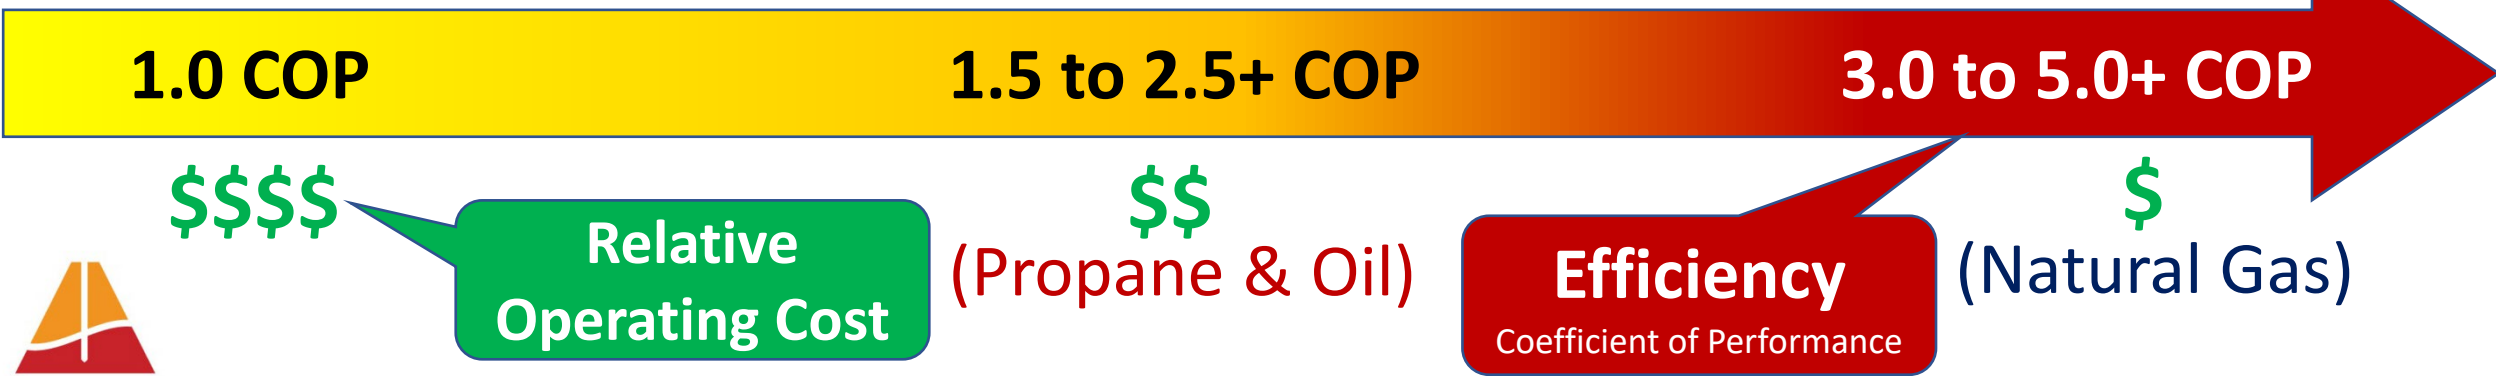 1.0 COP
1.5 to 2.5+ COP
3.0 to 5.0+ COP
$$$$
$$
$
Relative
Operating Cost
(Propane & Oil)
Efficiency
Coefficient of Performance
(Natural Gas)